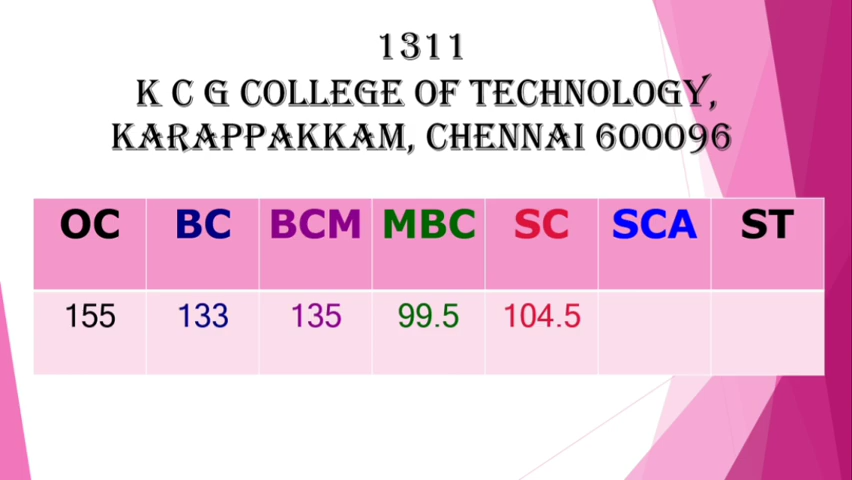 1311
K C G COLLEGE OF TECHNOLOGY,
KARAPPAKKAM, CHENNAI 600096
OC BC BCM MBC SC SCA ST
155 133 135 99.5 104.5